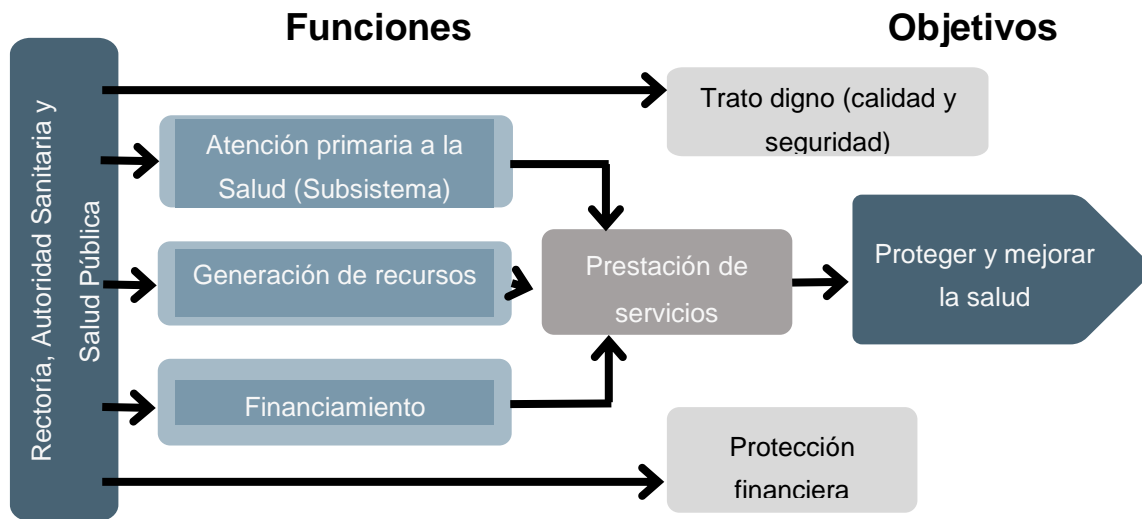 Funciones
Objetivos
Rectoría, Autoridad Sanitaria y
Salud Pública
Trato digno (calidad y
seguridad)
Atención primaria a la
Salud (Subsistema)
Generación de recursos
Prestación de
servicios
Proteger y mejorar
la salud
Financiamiento
Protección
financiera